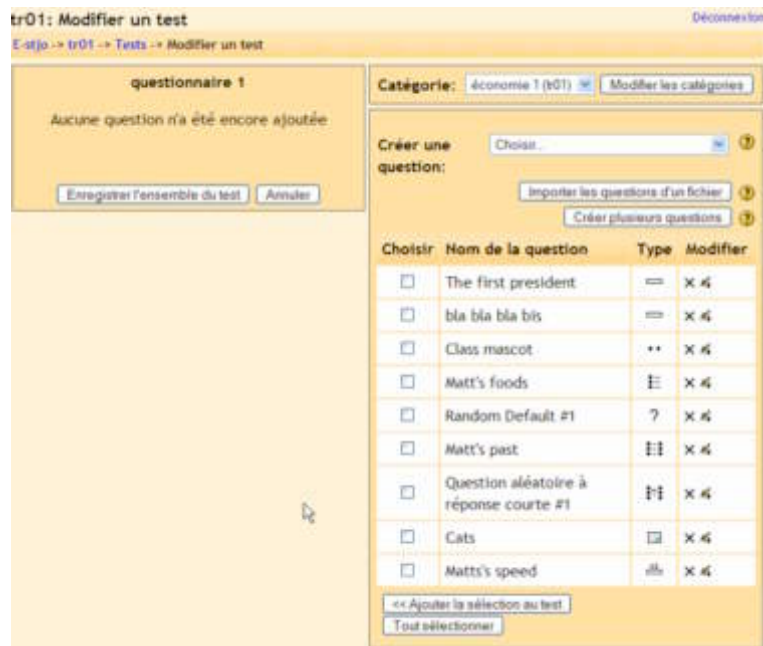 tr01: Modifier un test
Déconnexion
E-stjo -> tr01 -> Tests -> Modifier un test
questionnaire 1
Aucune question n'a été encore ajoutée
Enregistrer l'ensemble du test
Annuler
Catégorie:
économie 1 (tr01)
Modifier les catégories
Créer une question:
Choisir...
Importer les questions d'un fichier
Créer plusieurs questions
Choisir Nom de la question Type Modifier
The first president
bla bla bla bis
Class mascot
Matt's foods
Random Default #1
?
Matt's past
Question aléatoire à
réponse courte #1
Cats
Matts's speed
<< Ajouter la sélection au test
Tout sélectionner